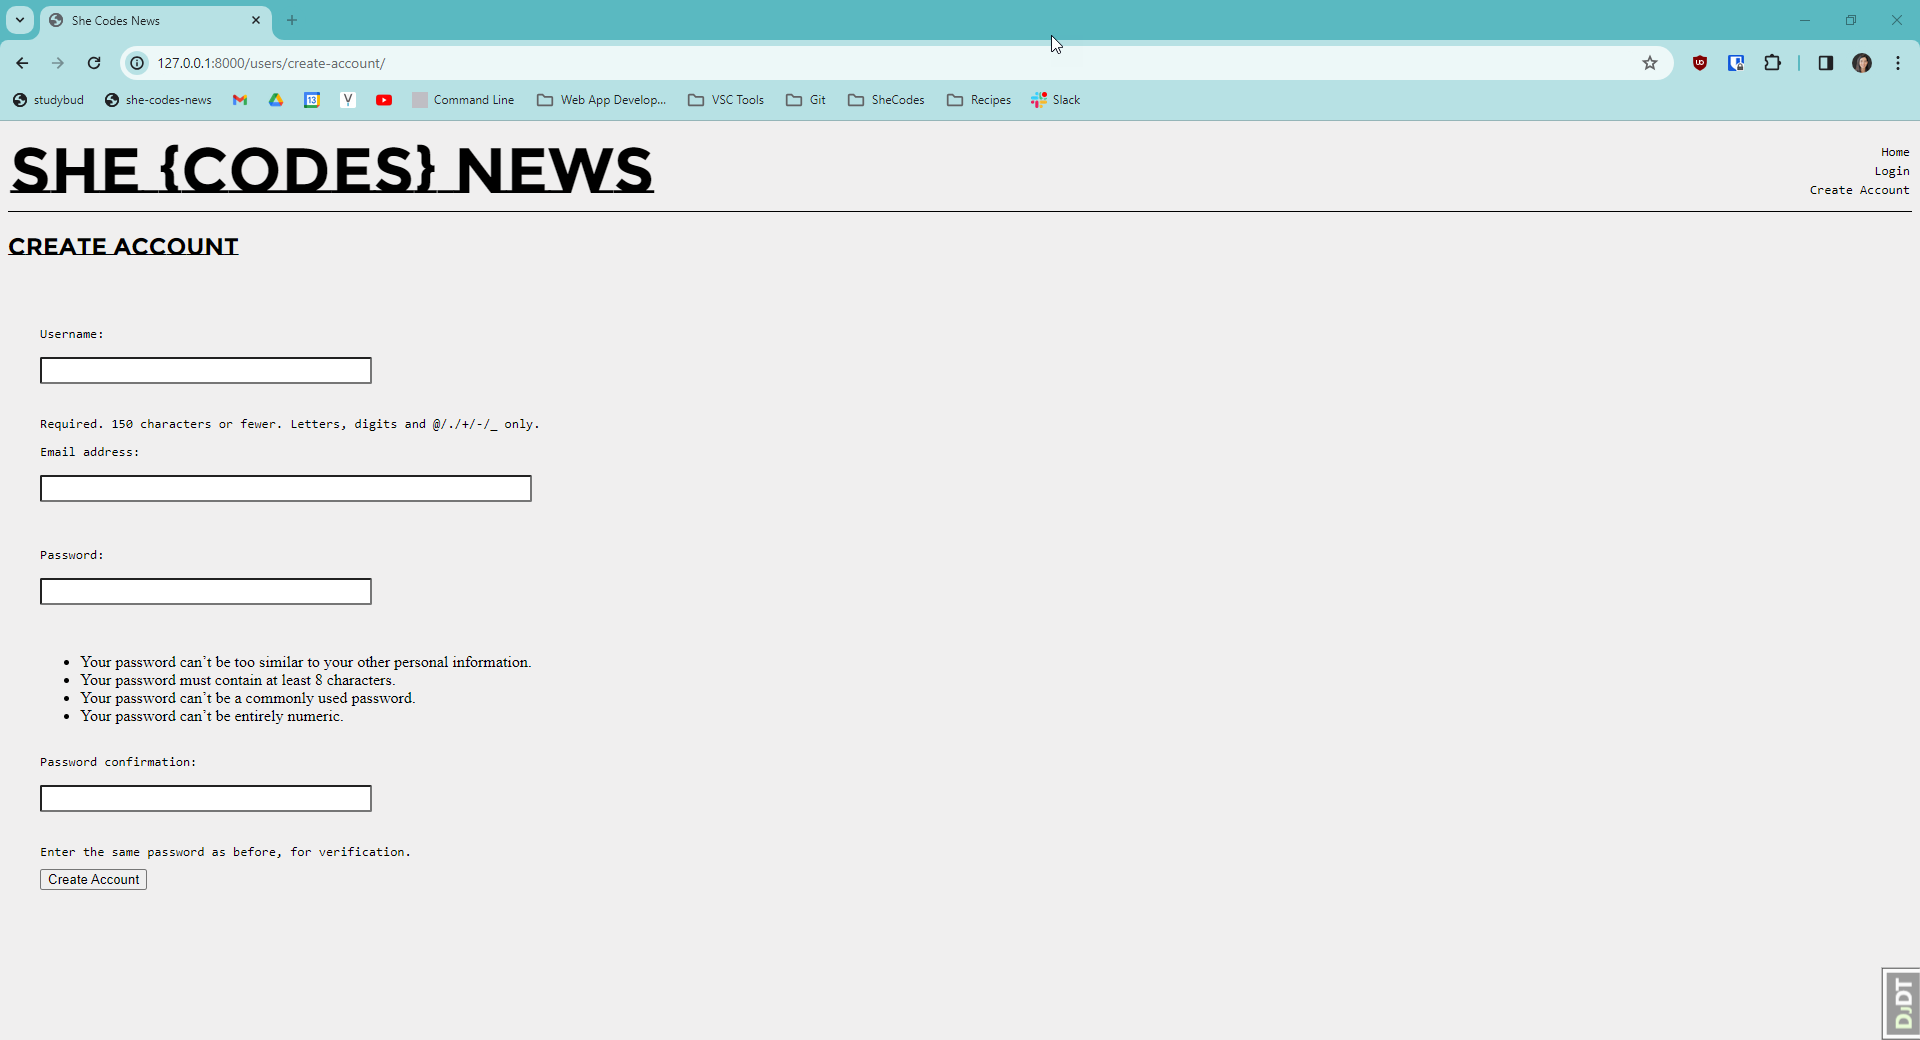 She Codes News
127.0.0.1:8000/users/create-account/
studybud she-codes-news 13 Y Command Line Web App Develop... VSC Tools Git SheCodes Recipes Slack
SHE {CODES} NEWS
Home
Login
Create Account
CREATE ACCOUNT
Username:
Required. 150 characters or fewer. Letters, digits and @/./+/-/_ only.
Email address:
Password:
Your password can’t be too similar to your other personal information.
Your password must contain at least 8 characters.
Your password can’t be a commonly used password.
Your password can’t be entirely numeric.
Password confirmation:
Enter the same password as before, for verification.
Create Account
DjDT